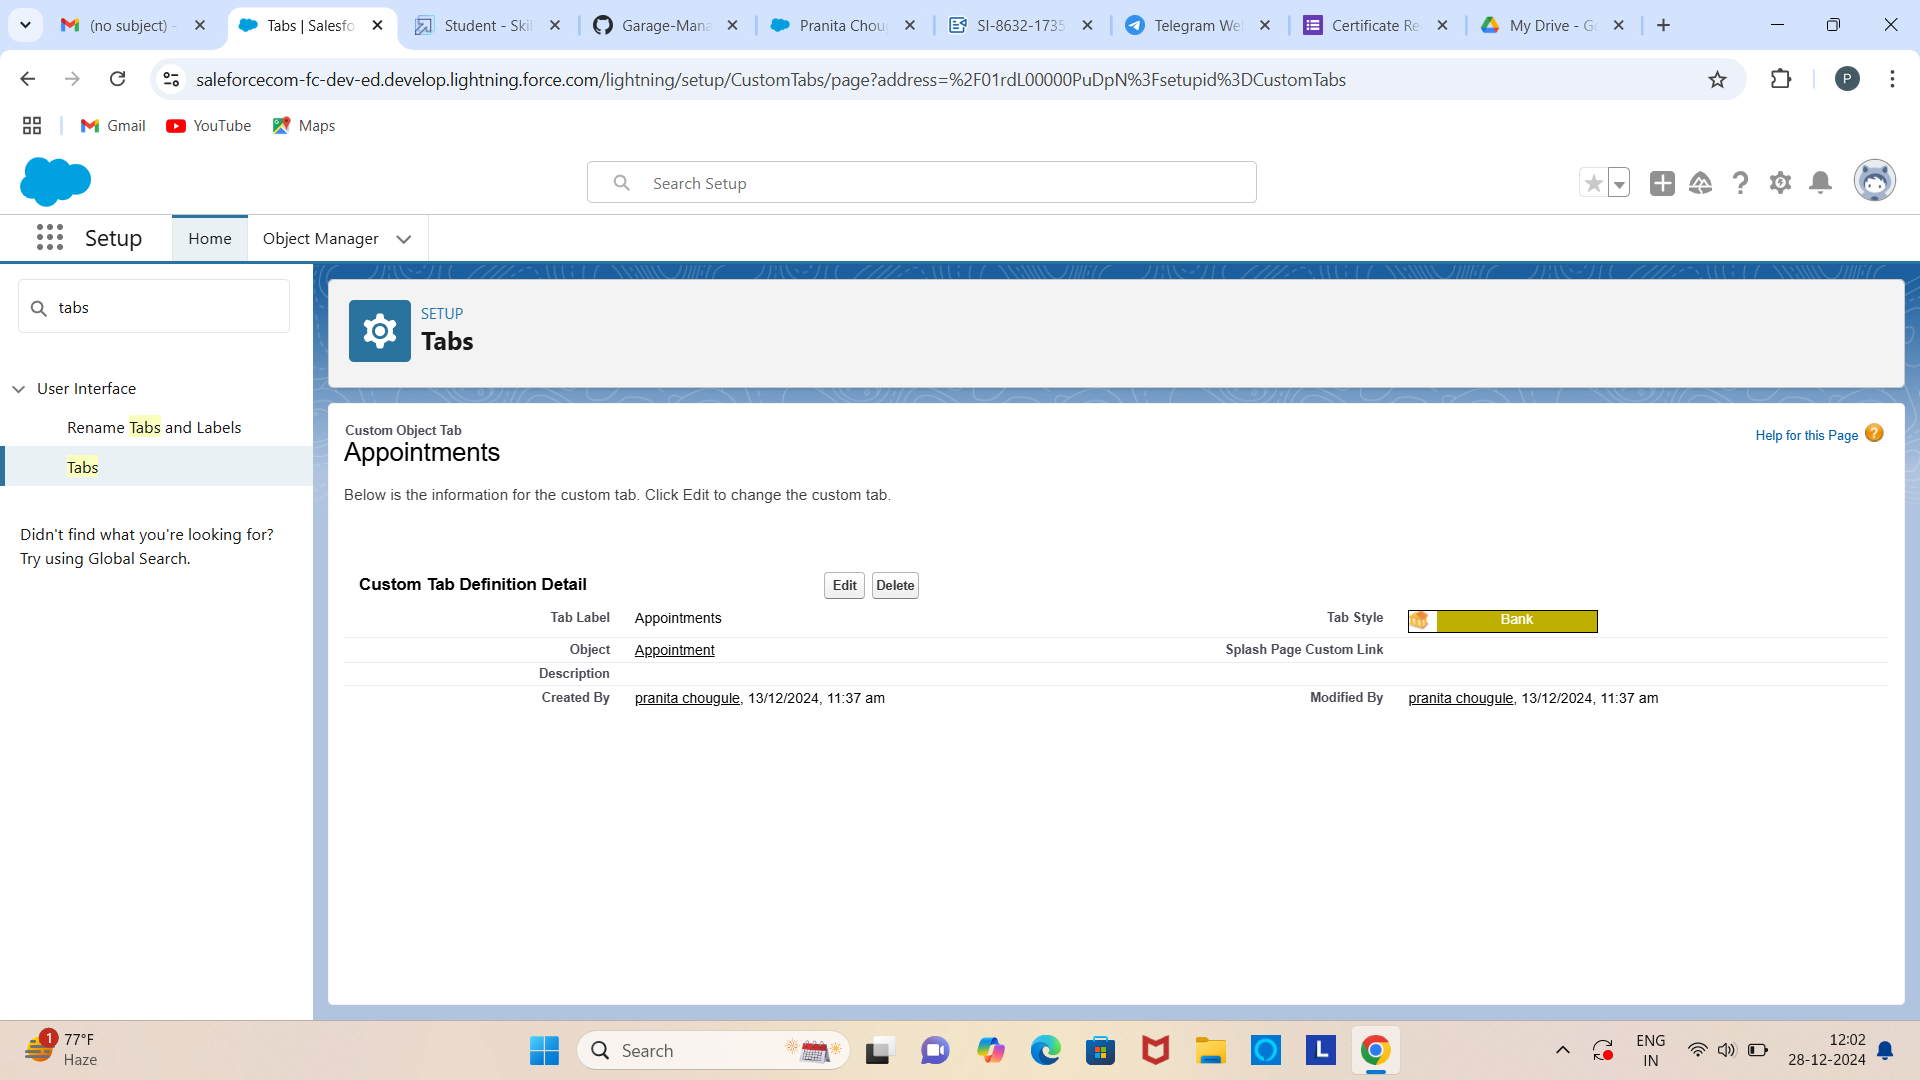 (no subject) -
Tabs | Salesfo
Student - Skil
Garage-Mana
Pranita Chou
SI-8632-1735
Telegram We
Certificate Re
My Drive - Go
saleforcecom-fc-dev-ed.develop.lightning.force.com/lightning/setup/CustomTabs/page?address=%2F01rdL00000PuDpN%3Fsetupid%3DCustomTabs
P
Gmail
YouTube
Maps
Search Setup
Setup
Home
Object Manager
tabs
User Interface
Rename Tabs and Labels
Tabs
Didn't find what you're looking for?
Try using Global Search.
SETUP
Tabs
Custom Object Tab
Appointments
Help for this Page
Below is the information for the custom tab. Click Edit to change the custom tab.
Custom Tab Definition Detail
Edit
Delete
Tab Label Appointments
Tab Style Bank
Object Appointment
Splash Page Custom Link
Description
Created By pranita chougule, 13/12/2024, 11:37 am
Modified By pranita chougule, 13/12/2024, 11:37 am
1
77°F
Haze
Search
L
ENG
IN
12:02
28-12-2024